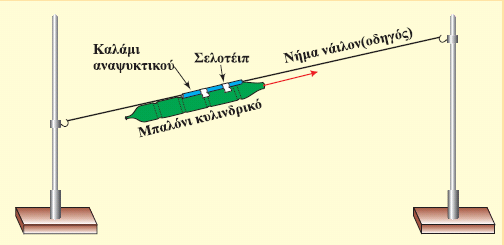 Καλάμι
αναψυκτικού
Σελοτέιπ
Νήμα νάιλον(οδηγός)
Μπαλόνι κυλινδρικό